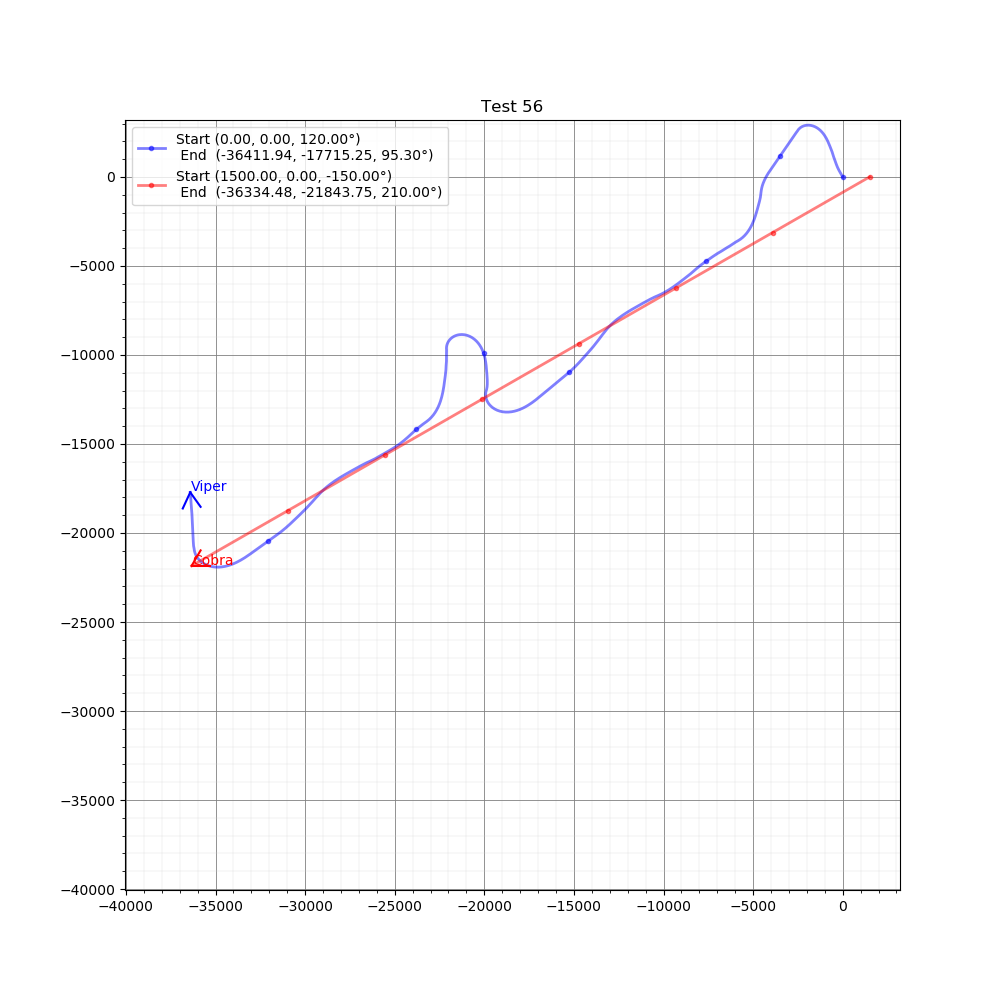 Test 56
Start (0.00, 0.00, 120.00°)
End (-36411.94, -17715.25, 95.30°)
Start (1500.00, 0.00, -150.00°)
End (-36334.48, -21843.75, 210.00°)
0
−5000
−10000
−15000
−20000
−25000
−30000
−35000
−40000
Viper
Cobra
−40000 −35000 −30000 −25000 −20000 −15000 −10000 −5000 0